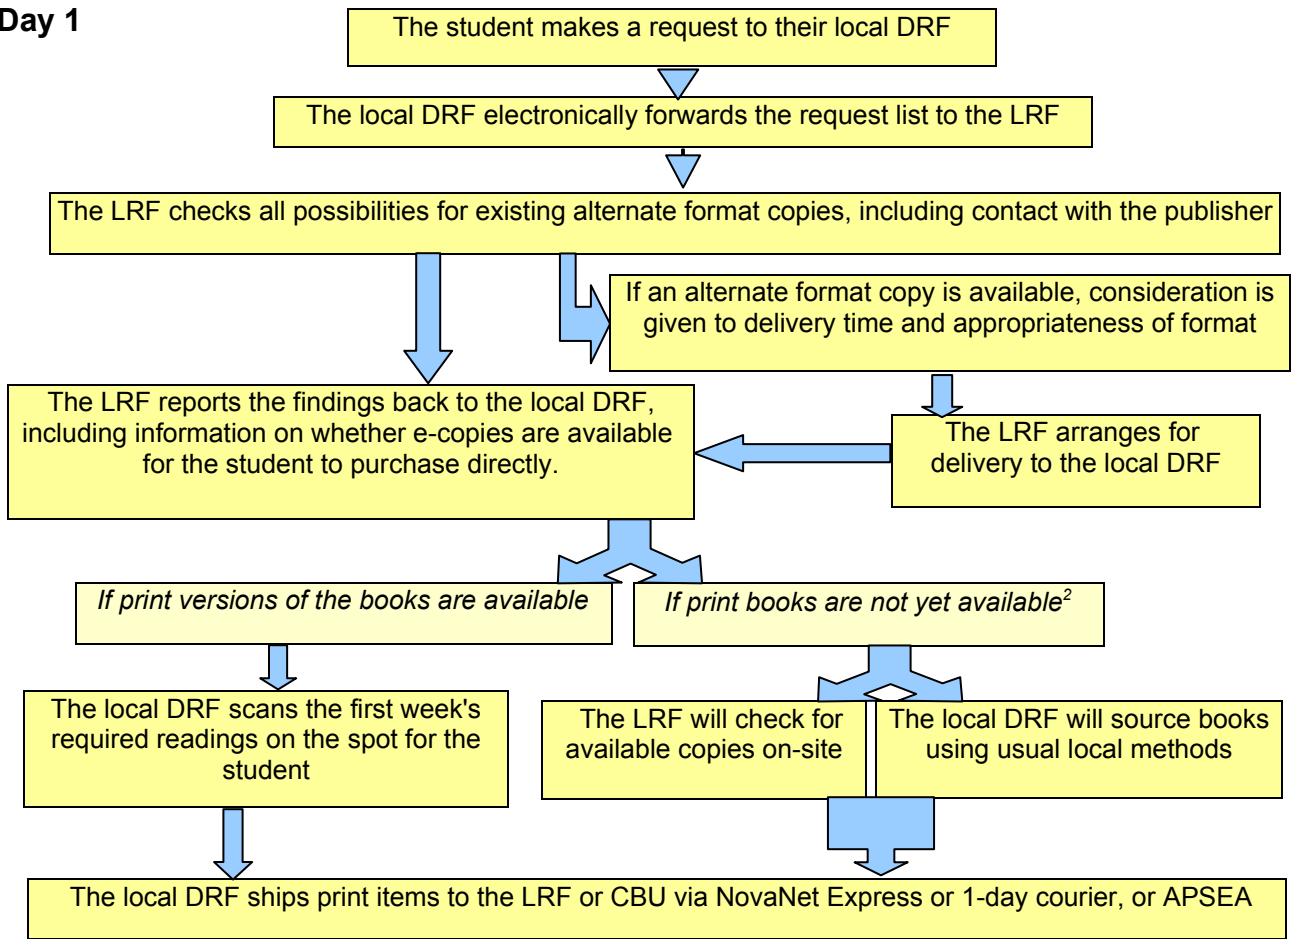 Day 1
The student makes a request to their local DRF
The local DRF electronically forwards the request list to the LRF
The LRF checks all possibilities for existing alternate format copies, including contact with the publisher
If an alternate format copy is available, consideration is
given to delivery time and appropriateness of format
The LRF arranges for
delivery to the local DRF
The LRF reports the findings back to the local DRF,
including information on whether e-copies are available
for the student to purchase directly.
If print versions of the books are available
If print books are not yet available²
The local DRF scans the first week's
required readings on the spot for the
student
The LRF will check for
available copies on-site
The local DRF will source books
using usual local methods
The local DRF ships print items to the LRF or CBU via NovaNet Express or 1-day courier, or APSEA